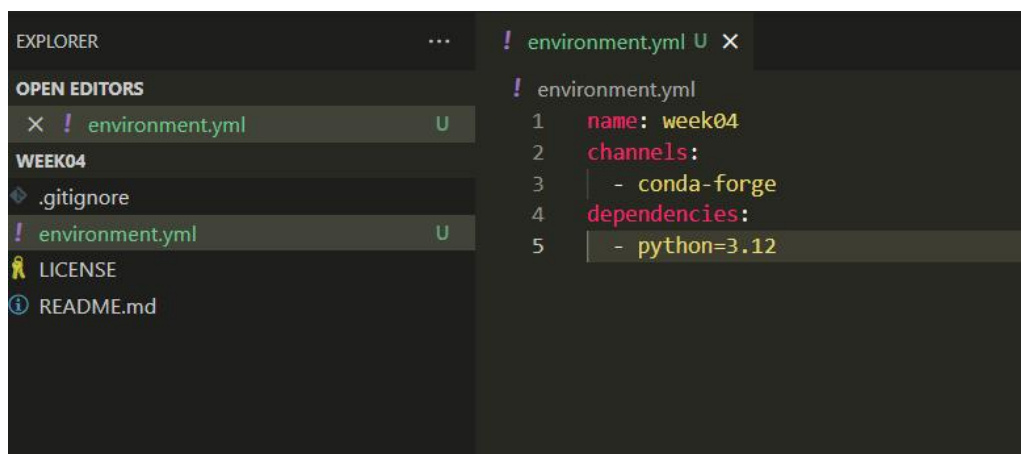 EXPLORER ...
OPEN EDITORS
! environment.yml U
WEEK04
.gitignore
! environment.yml U
LICENSE
README.md
! environment.yml U
! environment.yml
1 name: week04
2 channels:
3 - conda-forge
4 dependencies:
5 - python=3.12